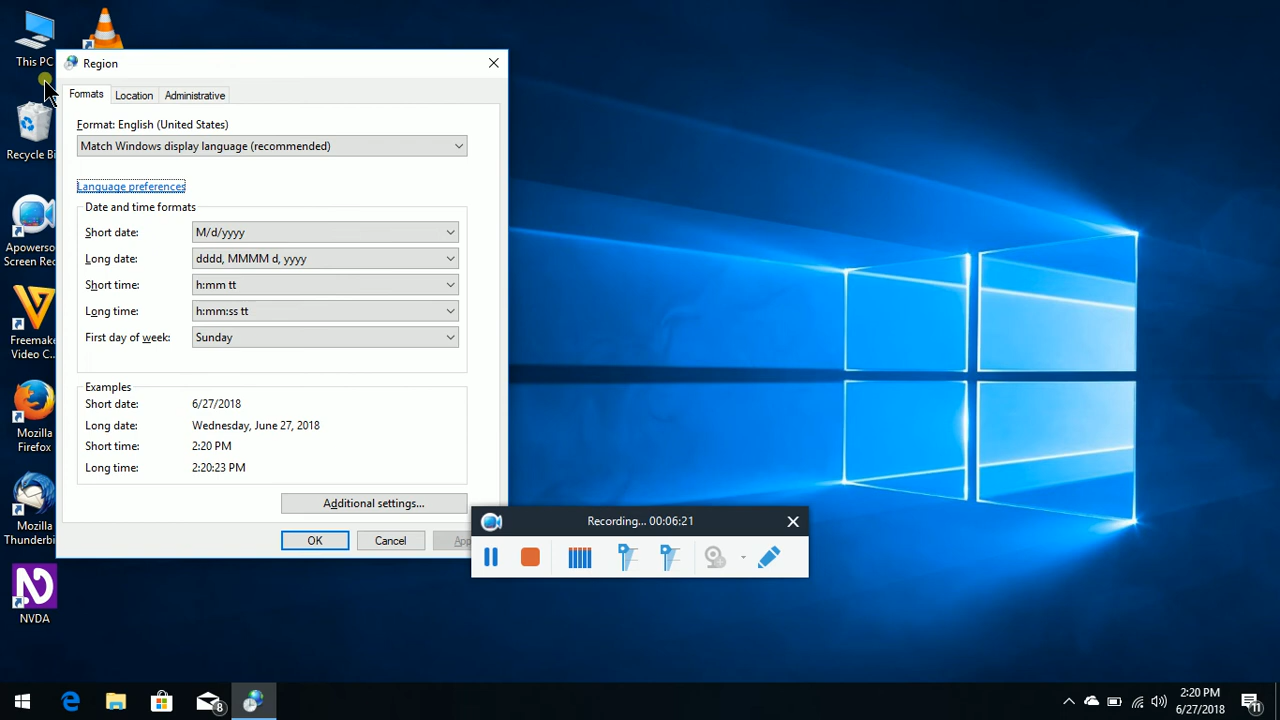 This PC
Recycle Bi
Apowerso
Screen Rec
Freemake
Video C...
Mozilla
Firefox
Mozilla
Thunderbi
NVDA
Region
Formats
Location
Administrative
Format: English (United States)
Match Windows display language (recommended)
Language preferences
Date and time formats
Short date:
M/d/yyyy
Long date:
dddd, MMMM d, yyyy
Short time:
h:mm tt
Long time:
h:mm:ss tt
First day of week:
Sunday
Examples
Short date:
6/27/2018
Long date:
Wednesday, June 27, 2018
Short time:
2:20 PM
Long time:
2:20:23 PM
Additional settings...
OK
Cancel
App
Recording... 00:06:21
8
2:20 PM
6/27/2018
11